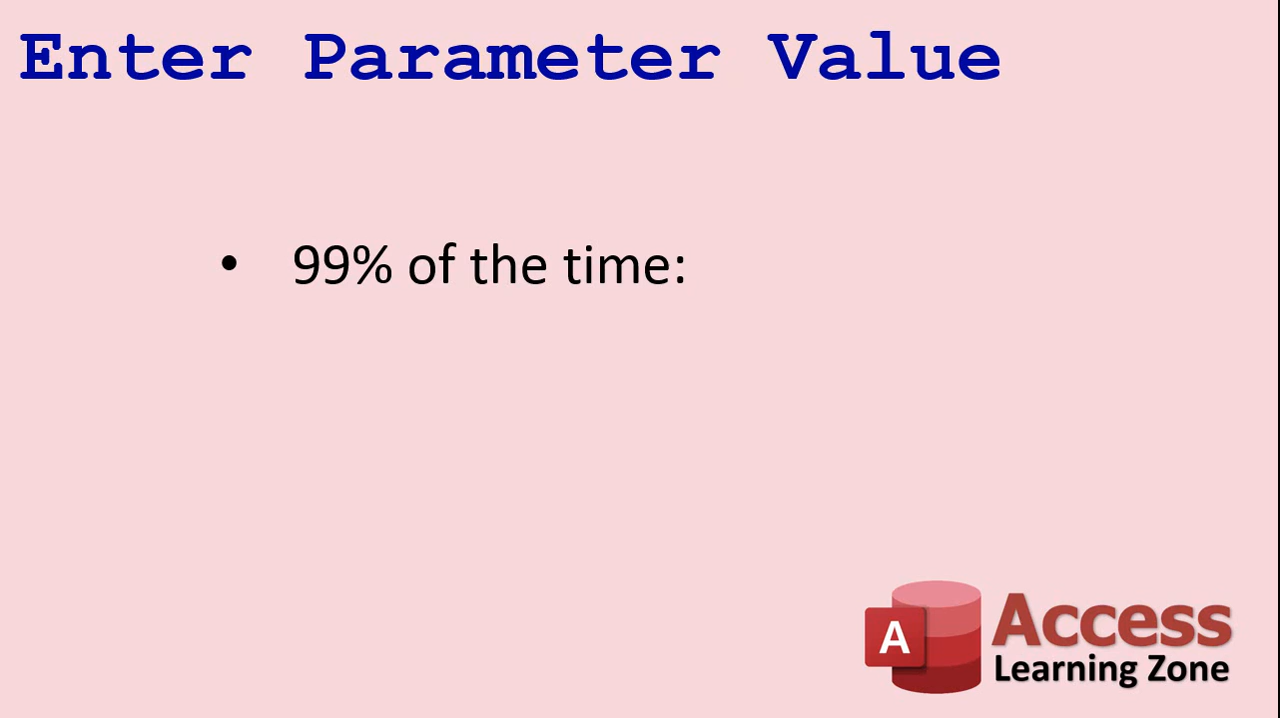 Enter Parameter Value
• 99% of the time:
A
Access
Learning Zone